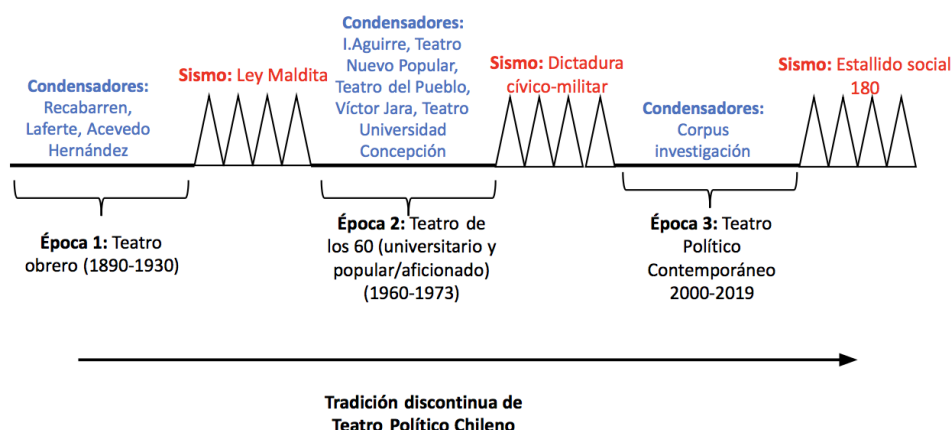 Condensadores:
Recabarren,
Laferte, Acevedo
Hernández
Sismo: Ley Maldita
Condensadores:
I.Aguirre, Teatro
Nuevo Popular,
Teatro del Pueblo,
Víctor Jara, Teatro
Universidad
Concepción
Sismo: Dictadura
cívico-militar
Condensadores:
Corpus
investigación
Sismo: Estallido social
180
Época 1: Teatro
obrero (1890-1930)
Época 2: Teatro de
los 60 (universitario y
popular/aficionado)
(1960-1973)
Época 3: Teatro
Político
Contemporáneo
2000-2019
Tradición discontinua de
Teatro Político Chileno